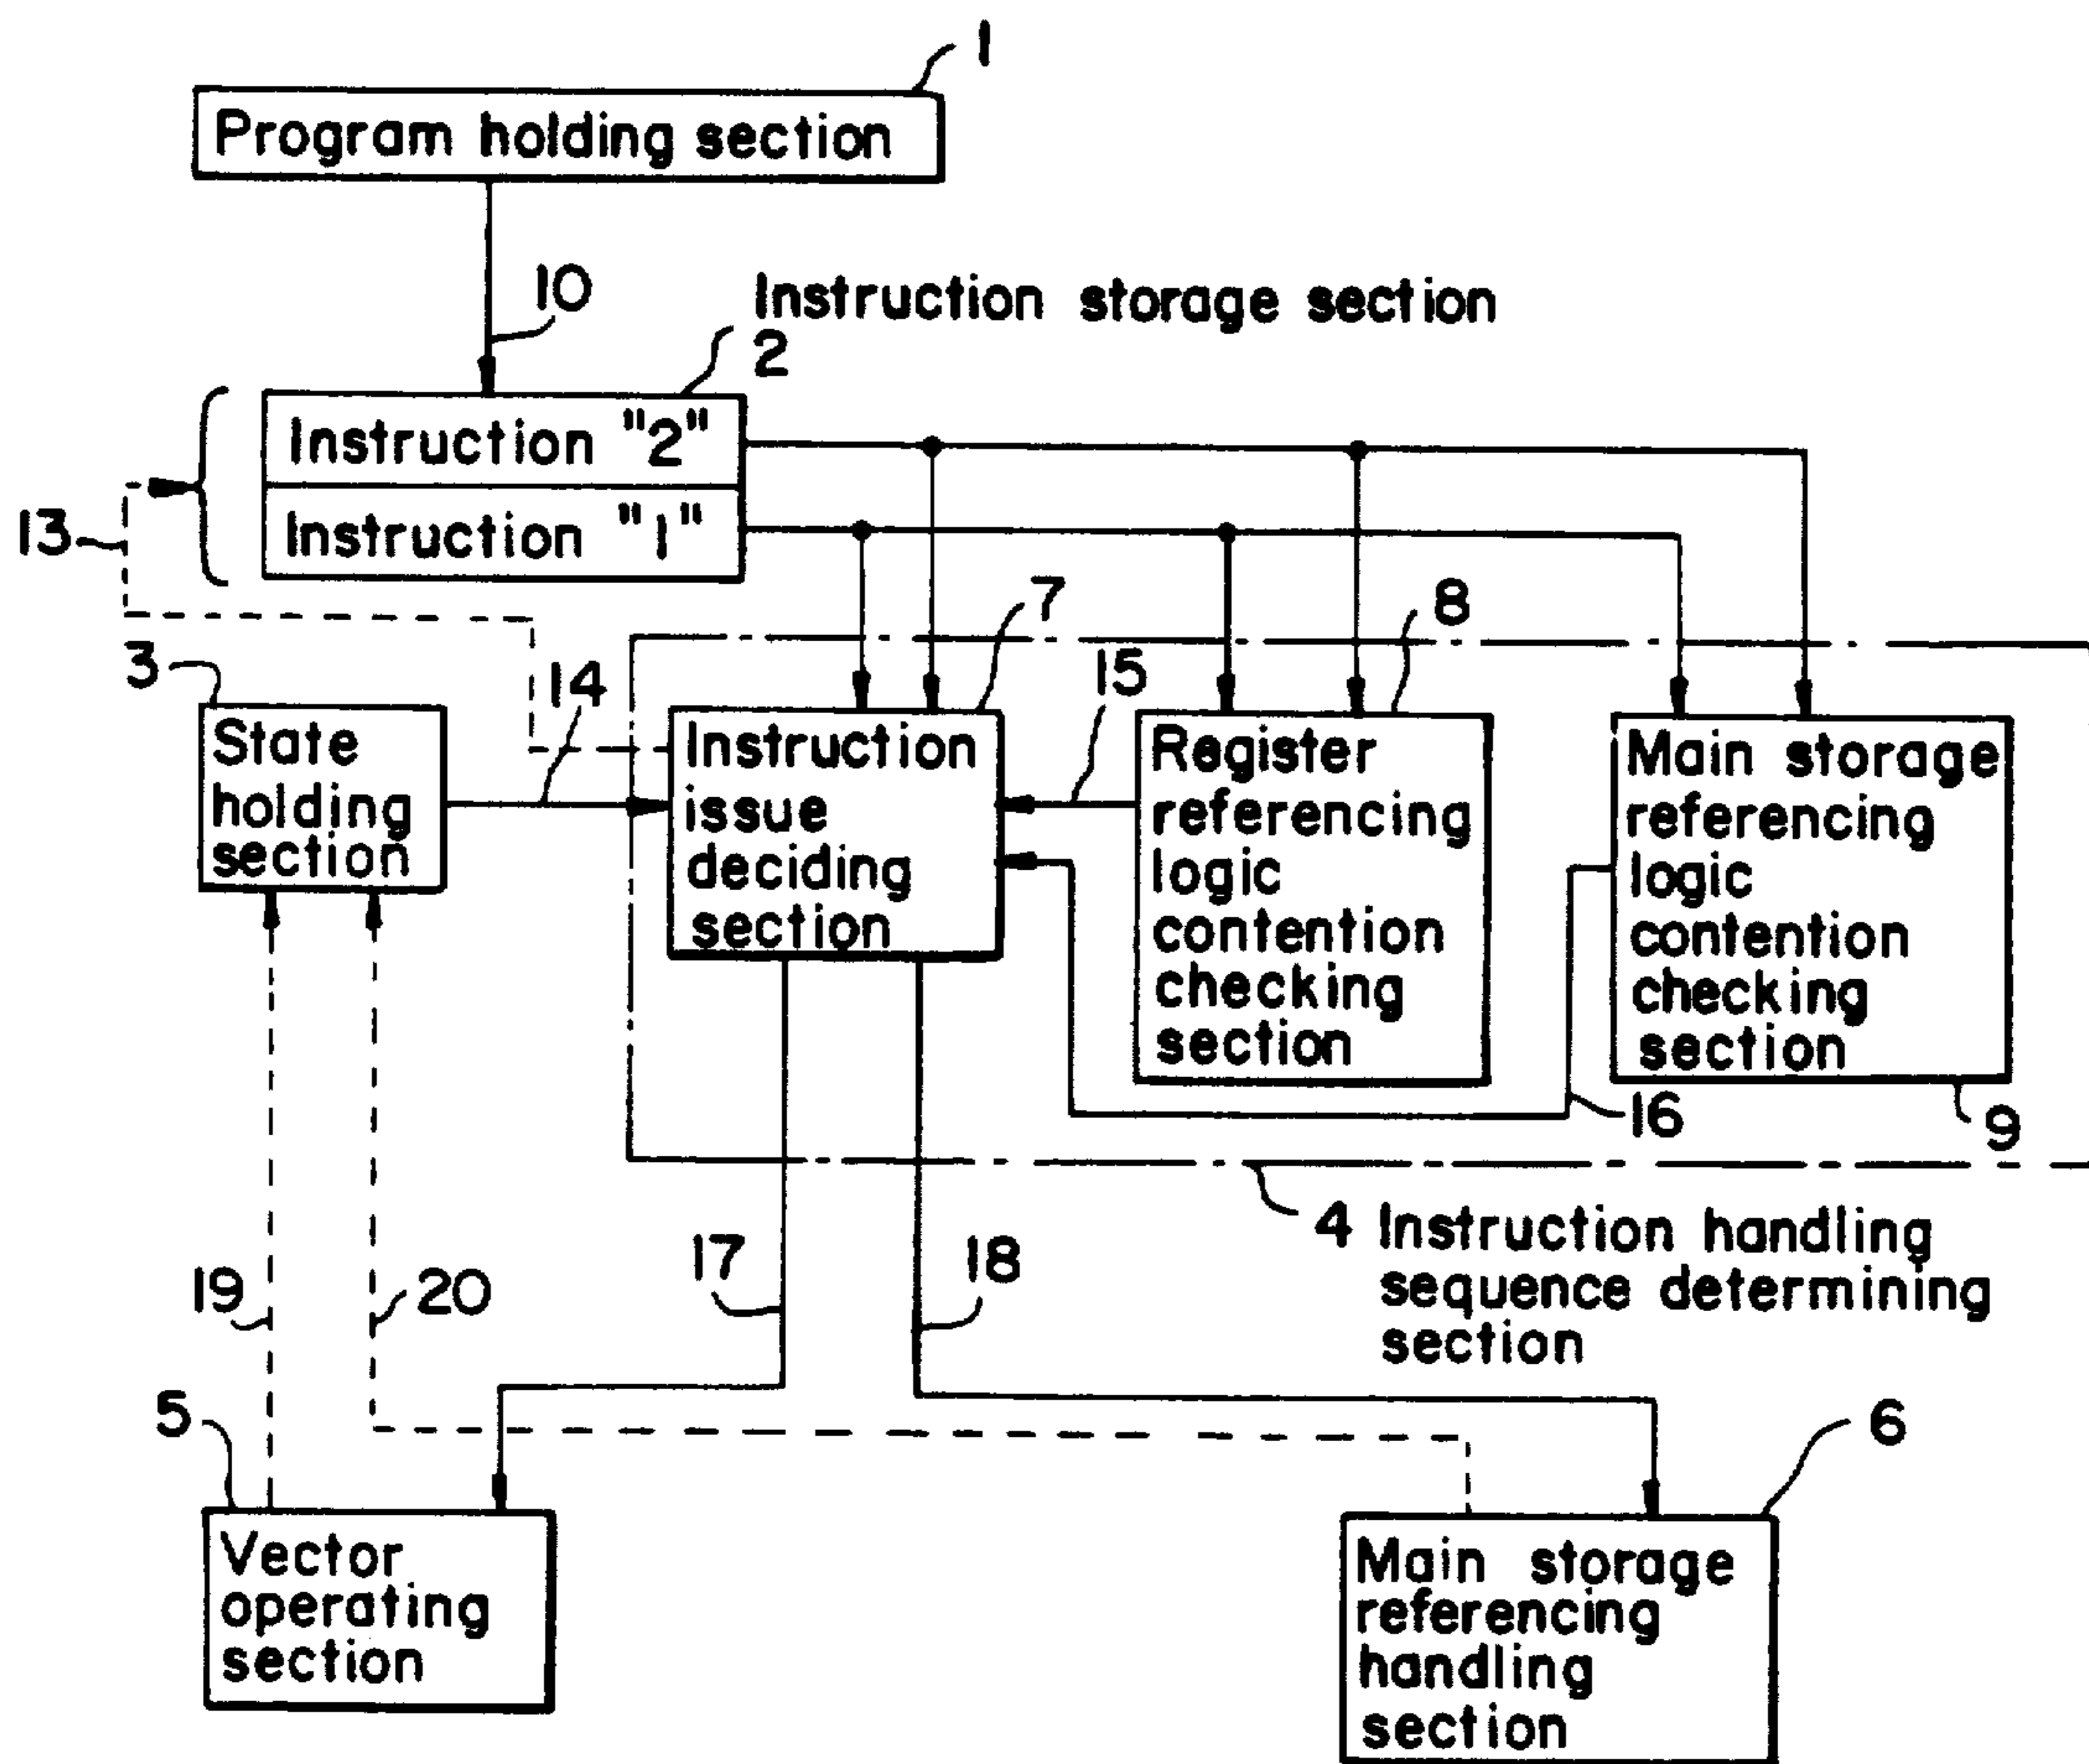 1
Program holding section
10
Instruction storage section
2
Instruction "2"
Instruction "1"
13
7
8
3
14
15
State
holding
section
Instruction
issue
deciding
section
Register
referencing
logic
contention
checking
section
Main storage
referencing
logic
contention
checking
section
16
9
4 Instruction handling
sequence determining
section
17
18
19
20
5
6
Vector
operating
section
Main storage
referencing
handling
section